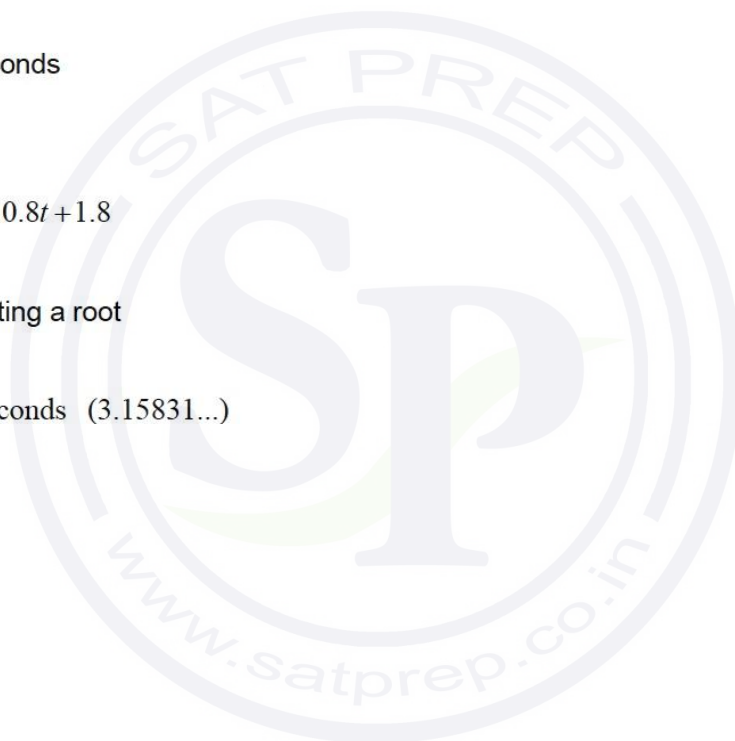 onds
0.8t + 1.8
ting a root
conds (3.15831...)
SAT PREP
SP
www.satprep.co.in